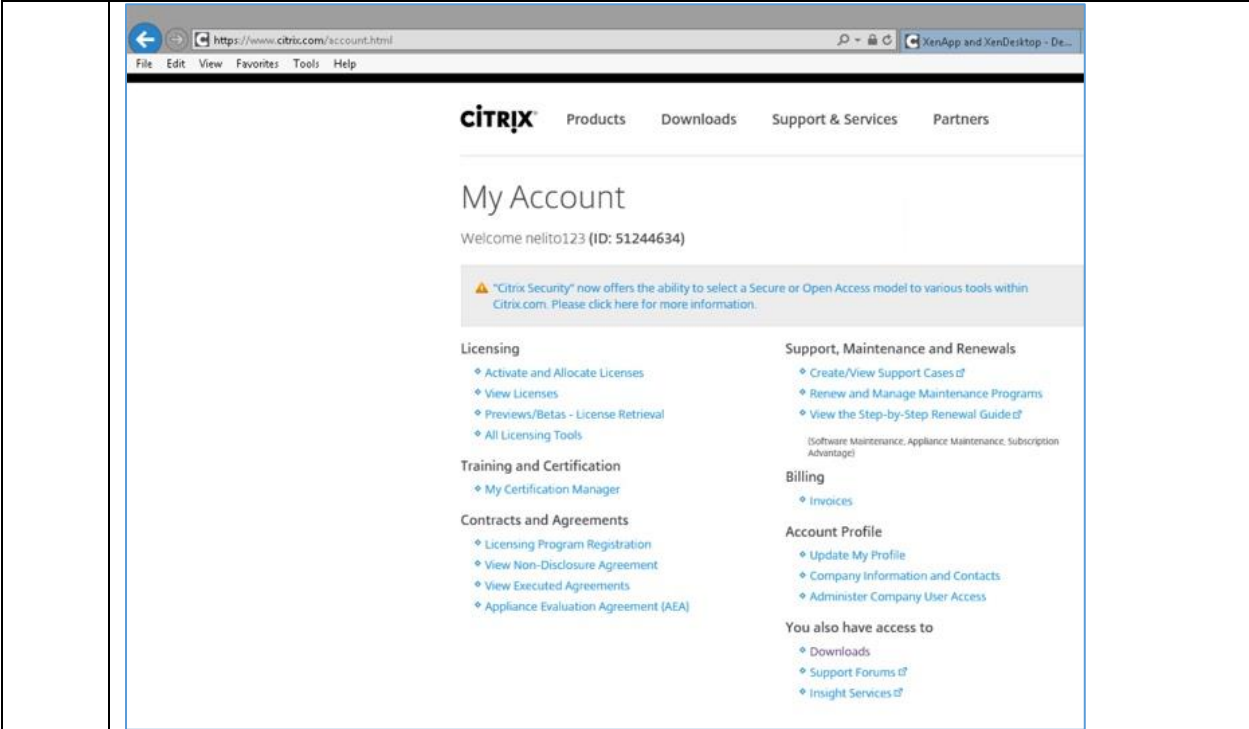 https://www.citrix.com/account.html
XenApp and XenDesktop - De...
File Edit View Favorites Tools Help
CITRIX Products Downloads Support & Services Partners
My Account
Welcome nelito123 (ID: 51244634)
"Citrix Security" now offers the ability to select a Secure or Open Access model to various tools within
Citrix.com. Please click here for more information.
Licensing
Activate and Allocate Licenses
View Licenses
Previews/Betas - License Retrieval
All Licensing Tools
Training and Certification
My Certification Manager
Contracts and Agreements
Licensing Program Registration
View Non-Disclosure Agreement
View Executed Agreements
Appliance Evaluation Agreement (AEA)
Support, Maintenance and Renewals
Create/View Support Cases
Renew and Manage Maintenance Programs
View the Step-by-Step Renewal Guide
(Software Maintenance, Appliance Maintenance, Subscription
Advantage)
Billing
Invoices
Account Profile
Update My Profile
Company Information and Contacts
Administer Company User Access
You also have access to
Downloads
Support Forums
Insight Services